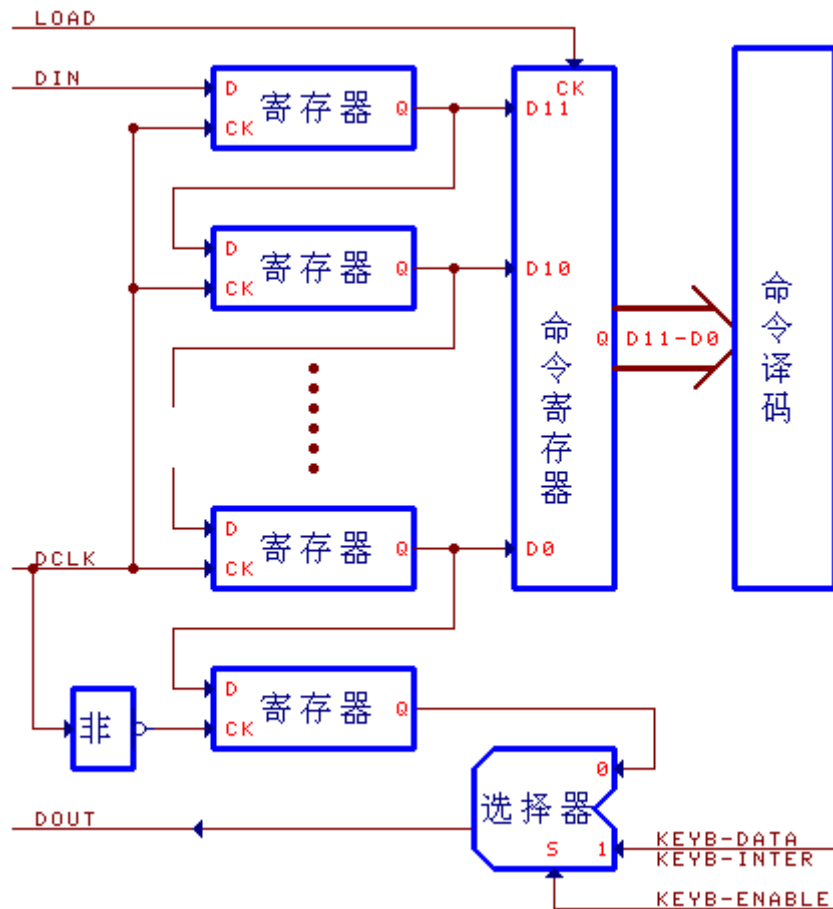 LOAD
DIN
D
CK
寄存器
Q
CK
D11
D
CK
寄存器
Q
D10
命令寄存器
Q
D11-D0
命令译码
DCLK
D
CK
寄存器
Q
D0
非
D
CK
寄存器
Q
0
选择器
S
1
DOUT
KEYB-DATA
KEYB-INTER
KEYB-ENABLE